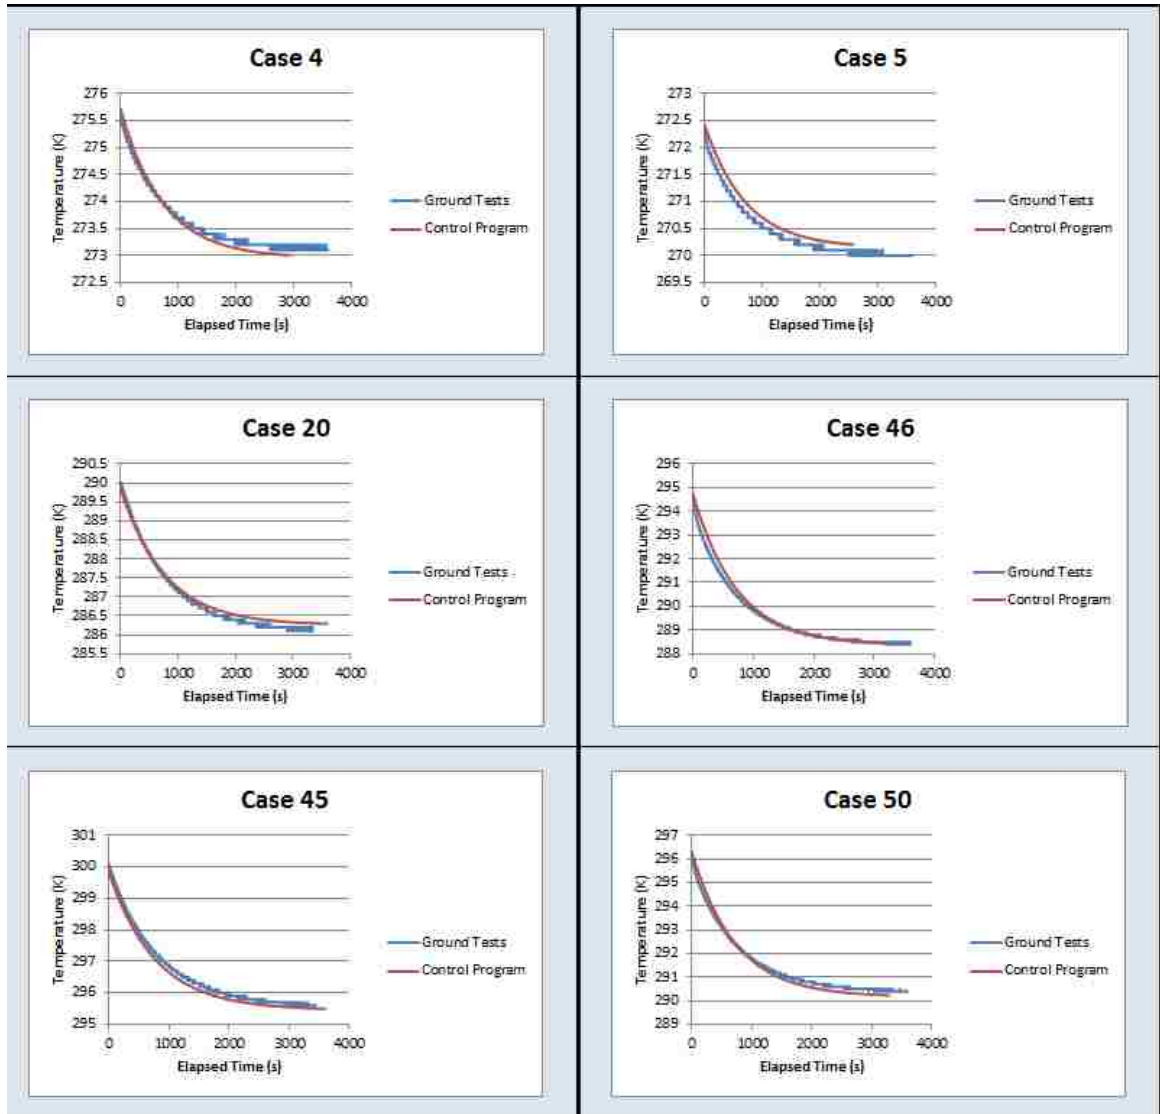 Case 4
276
275.5
275
274.5
274
273.5
273
272.5
Temperature (K)
0 1000 2000 3000 4000
Elapsed Time (s)
Ground Tests
Control Program
Case 5
273
272.5
272
271.5
271
270.5
270
269.5
Temperature (K)
0 1000 2000 3000 4000
Elapsed Time (s)
Ground Tests
Control Program
Case 20
290.5
290
289.5
289
288.5
288
287.5
287
286.5
286
285.5
Temperature (K)
0 1000 2000 3000 4000
Elapsed Time (s)
Ground Tests
Control Program
Case 46
296
295
294
293
292
291
290
289
288
Temperature (K)
0 1000 2000 3000 4000
Elapsed Time (s)
Ground Tests
Control Program
Case 45
301
300
299
298
297
296
295
Temperature (K)
0 1000 2000 3000 4000
Elapsed Time (s)
Ground Tests
Control Program
Case 50
297
296
295
294
293
292
291
290
289
Temperature (K)
0 1000 2000 3000 4000
Elapsed Time (s)
Ground Tests
Control Program